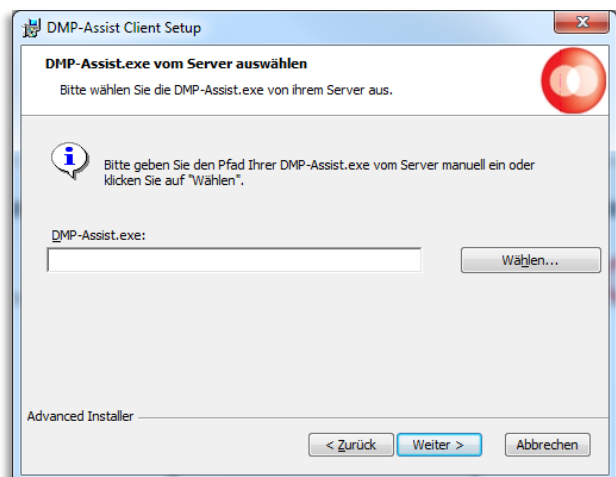 DMP-Assist Client Setup
DMP-Assist.exe vom Server auswählen
Bitte wählen Sie die DMP-Assist.exe von ihrem Server aus.
Bitte geben Sie den Pfad Ihrer DMP-Assist.exe vom Server manuell ein oder
klicken Sie auf "Wählen".
DMP-Assist.exe:
Wählen...
Advanced Installer
< Zurück Weiter > Abbrechen